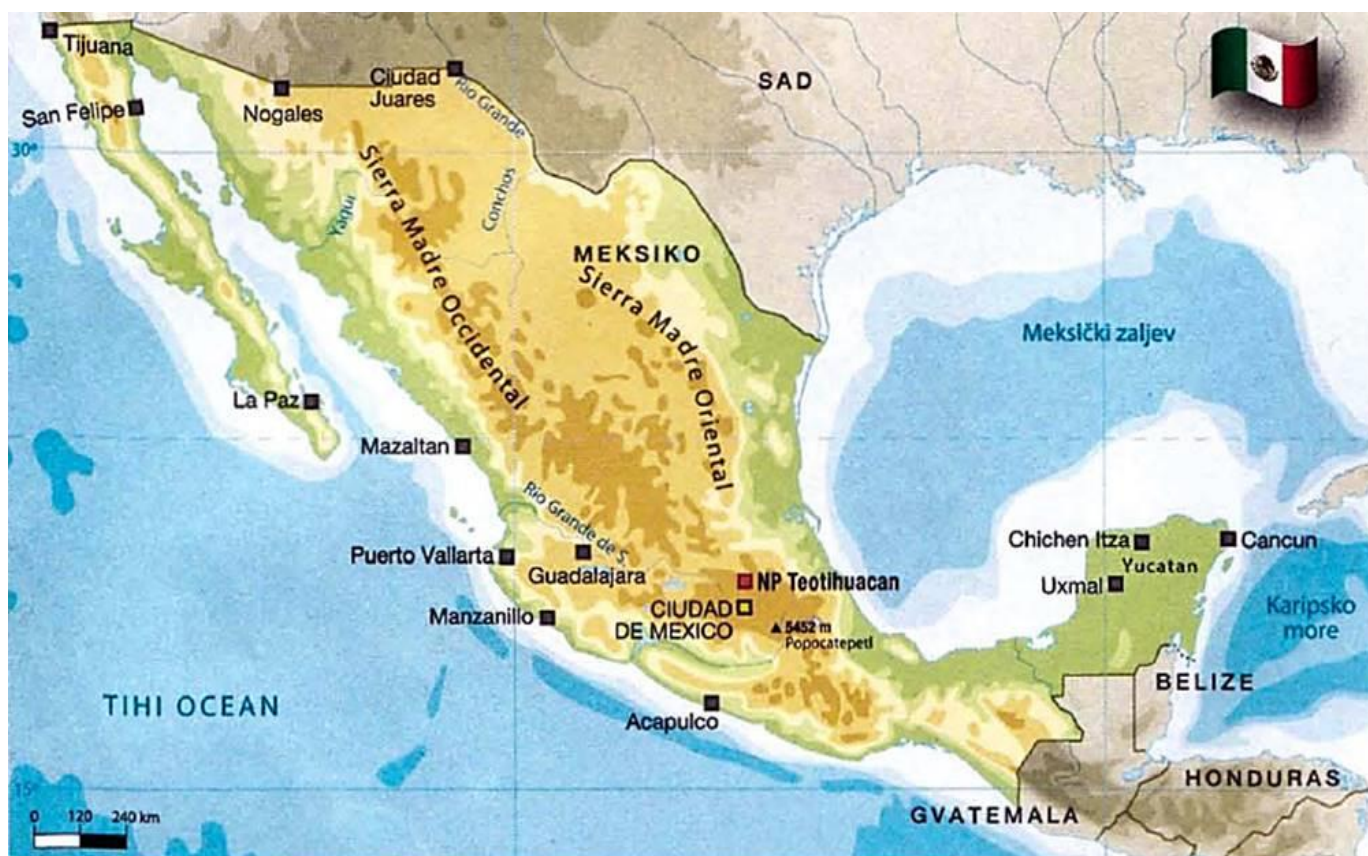 Tijuana
San Felipe
Nogales
Ciudad
Juares
Rio Grande
SAD
30°
Yaqui
Conchos
Sierra Madre Occidental
MEKSIKO
Sierra Madre Oriental
Meksički zaljev
La Paz
Mazaltan
Rio Grande de S.
Puerto Vallarta
Guadalajara
NP Teotihuacan
Chichen Itza
Cancun
Yucatan
Uxmal
Manzanillo
CIUDAD
DE MEXICO
5452 m
Popocatepetl
Karipsko
more
TIHI OCEAN
Acapulco
BELIZE
HONDURAS
15°
GVATEMALA
0 120 240 km